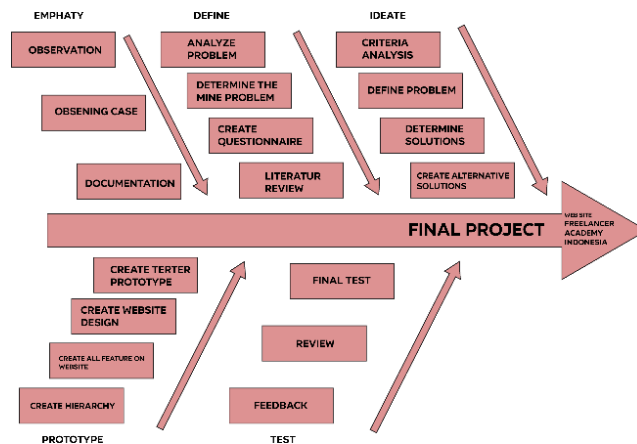 EMPHATY
DEFINE
IDEATE
OBSERVATION
OBSENING CASE
DOCUMENTATION
ANALYZE
PROBLEM
DETERMINE THE
MINE PROBLEM
CREATE
QUESTIONNAIRE
LITERATUR
REVIEW
CRITERIA
ANALYSIS
DEFINE PROBLEM
DETERMINE
SOLUTIONS
CREATE ALTERNATIVE
SOLUTIONS
FINAL PROJECT
WEBSITE
FREELANCER
ACADEMY
INDONESIA
CREATE TERTER
PROTOTYPE
CREATE WEBSITE
DESIGN
CREATE ALL FEATURE ON
WEBSITE
CREATE HIERARCHY
PROTOTYPE
FINAL TEST
REVIEW
FEEDBACK
TEST